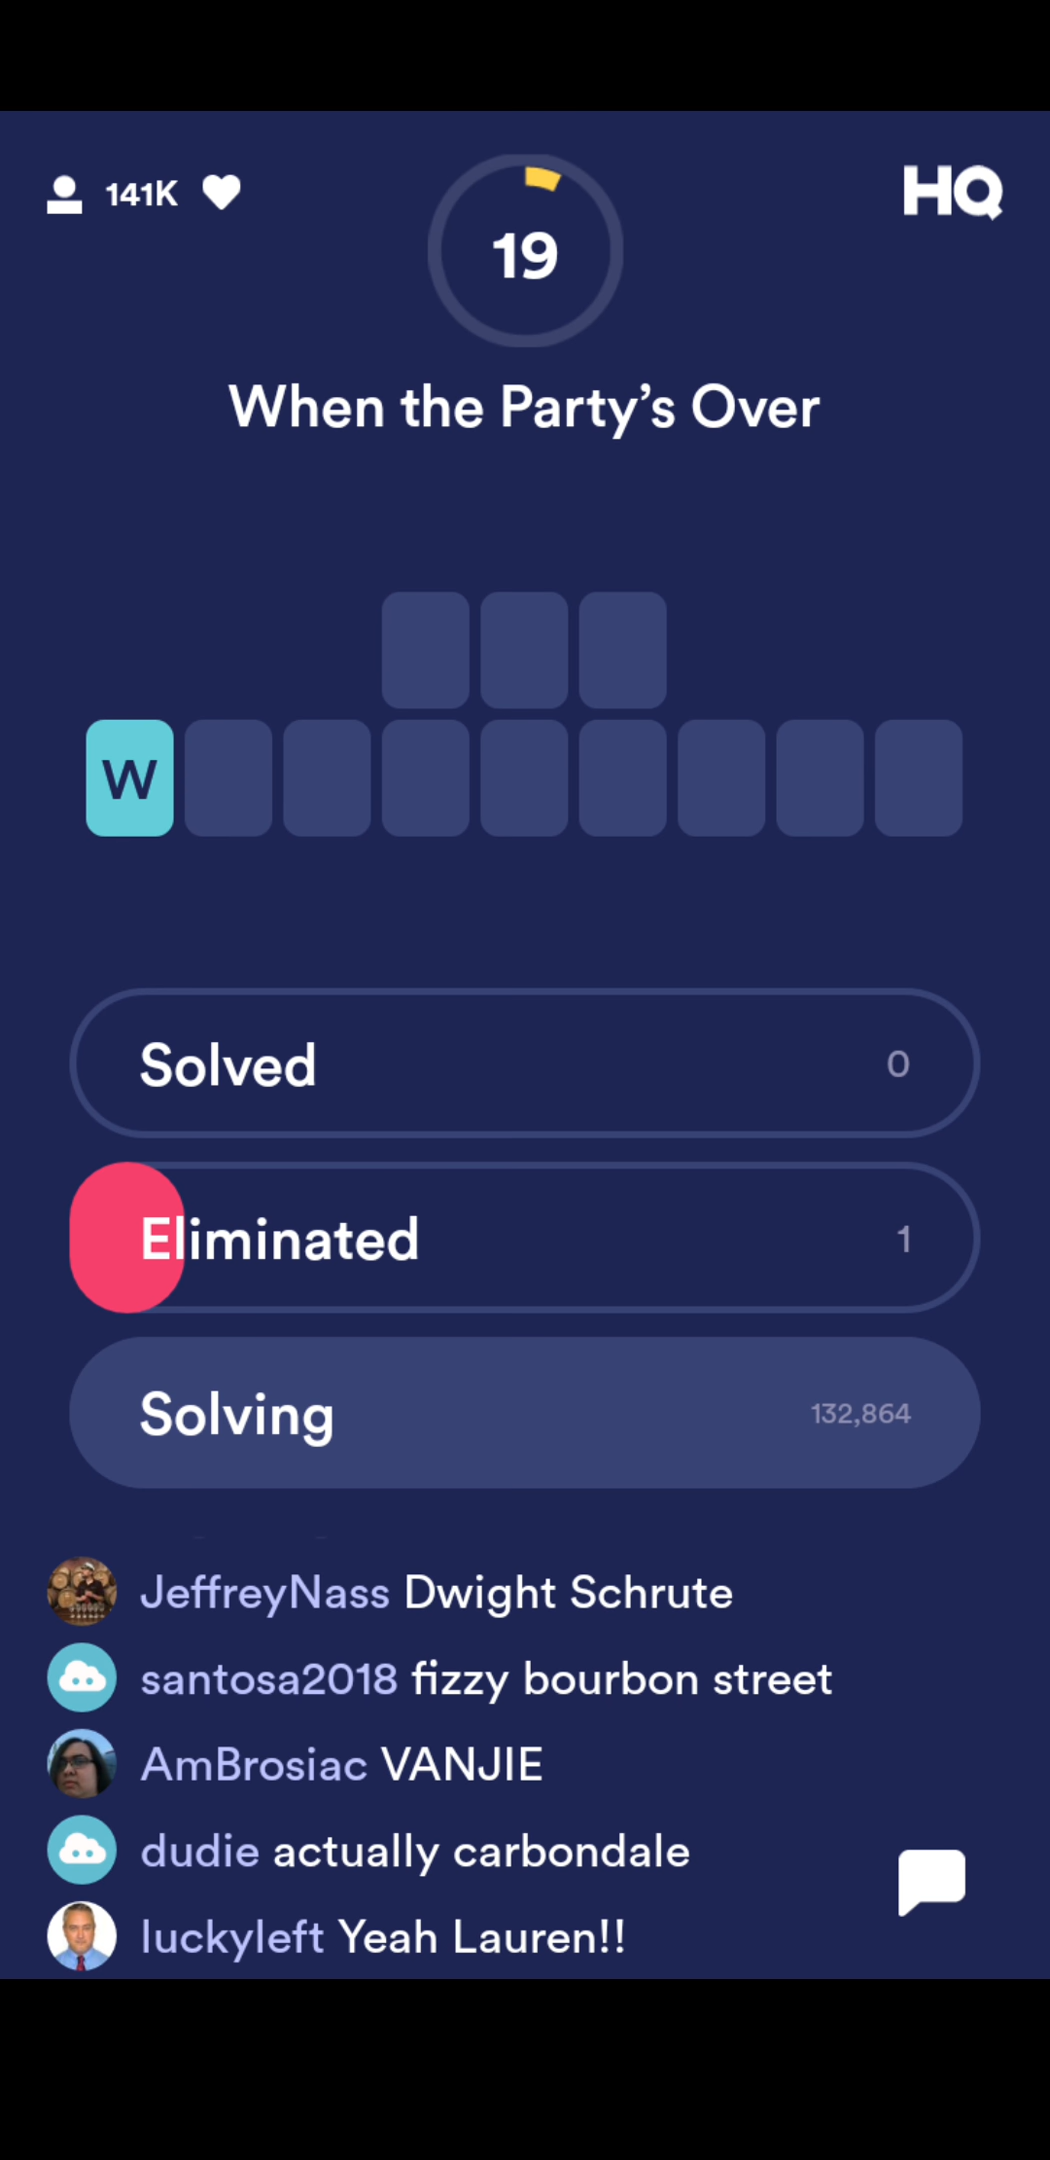 141K
HQ
19
When the Party’s Over
W
Solved 0
Eliminated 1
Solving 132,864
JeffreyNass Dwight Schrute
santosa2018 fizzy bourbon street
AmBrosiac VANJIE
dudie actually carbondale
luckyleft Yeah Lauren!!